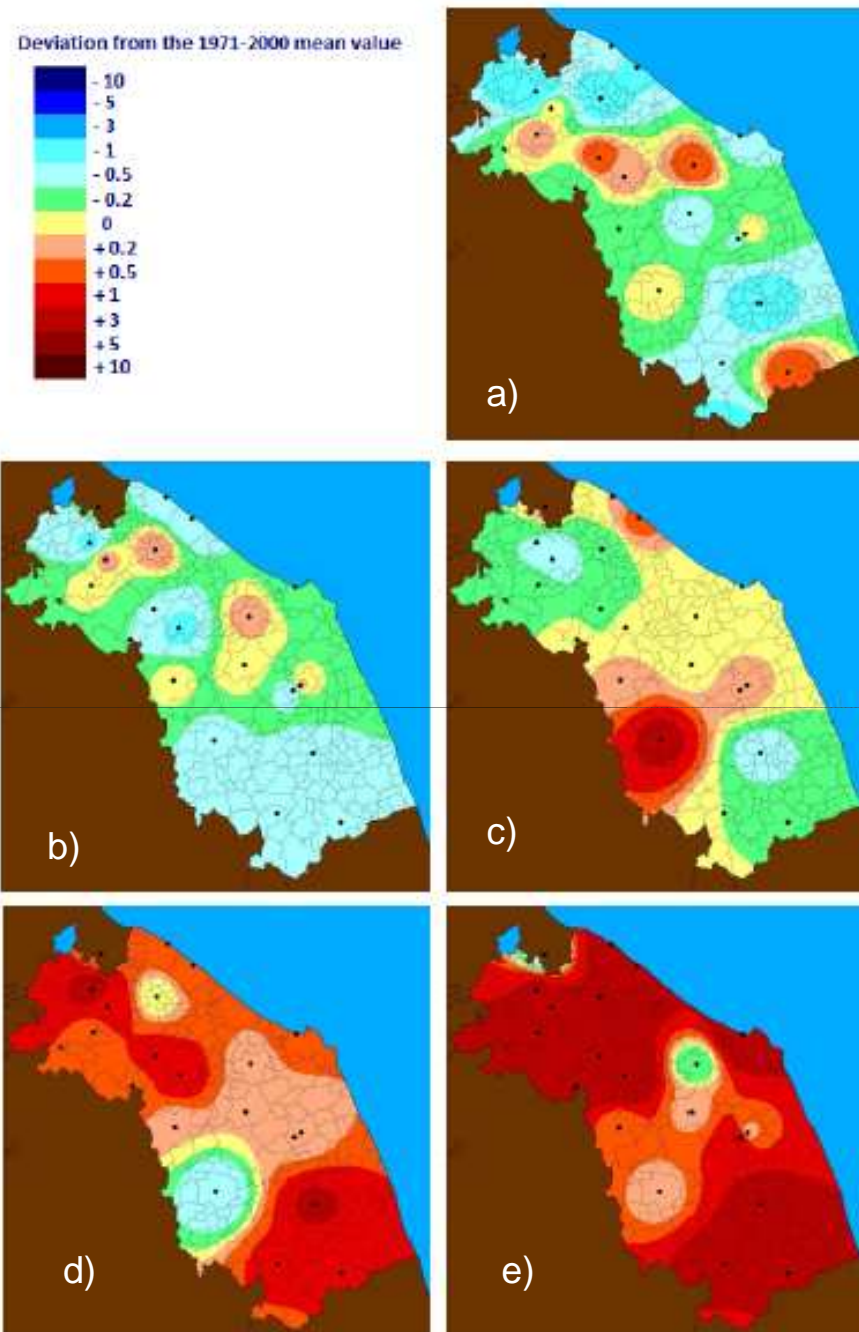 Deviation from the 1971-2000 mean value
- 10
- 5
- 3
- 1
- 0.5
- 0.2
0
+ 0.2
+ 0.5
+ 1
+ 3
+ 5
+ 10
a)
b)
c)
d)
e)